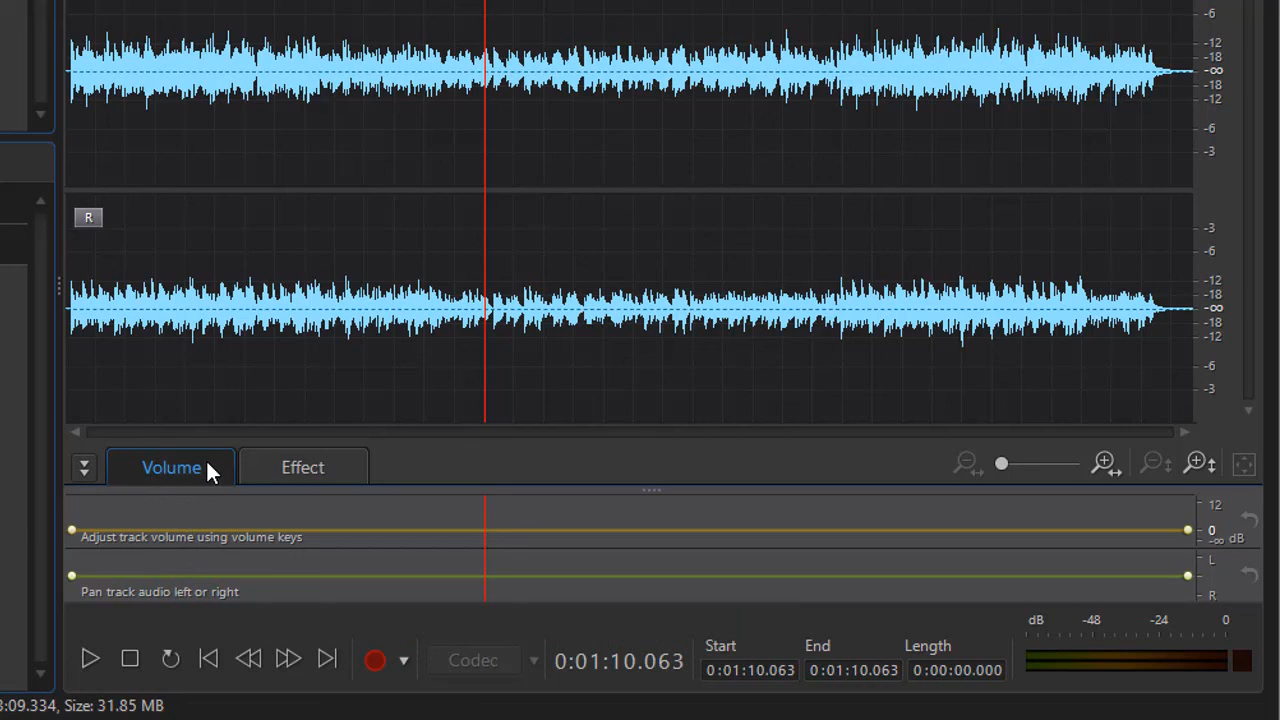 -6
-12
-18
-∞
-18
-12
-6
-3
R
-3
-6
-12
-18
-∞
-18
-12
-6
-3
Volume
Effect
12
0
-∞ dB
Adjust track volume using volume keys
L
R
Pan track audio left or right
Codec
0:01:10.063
Start End Length
0:01:10.063 0:01:10.063 0:00:00.000
dB -48 -24 0
:09.334, Size: 31.85 MB